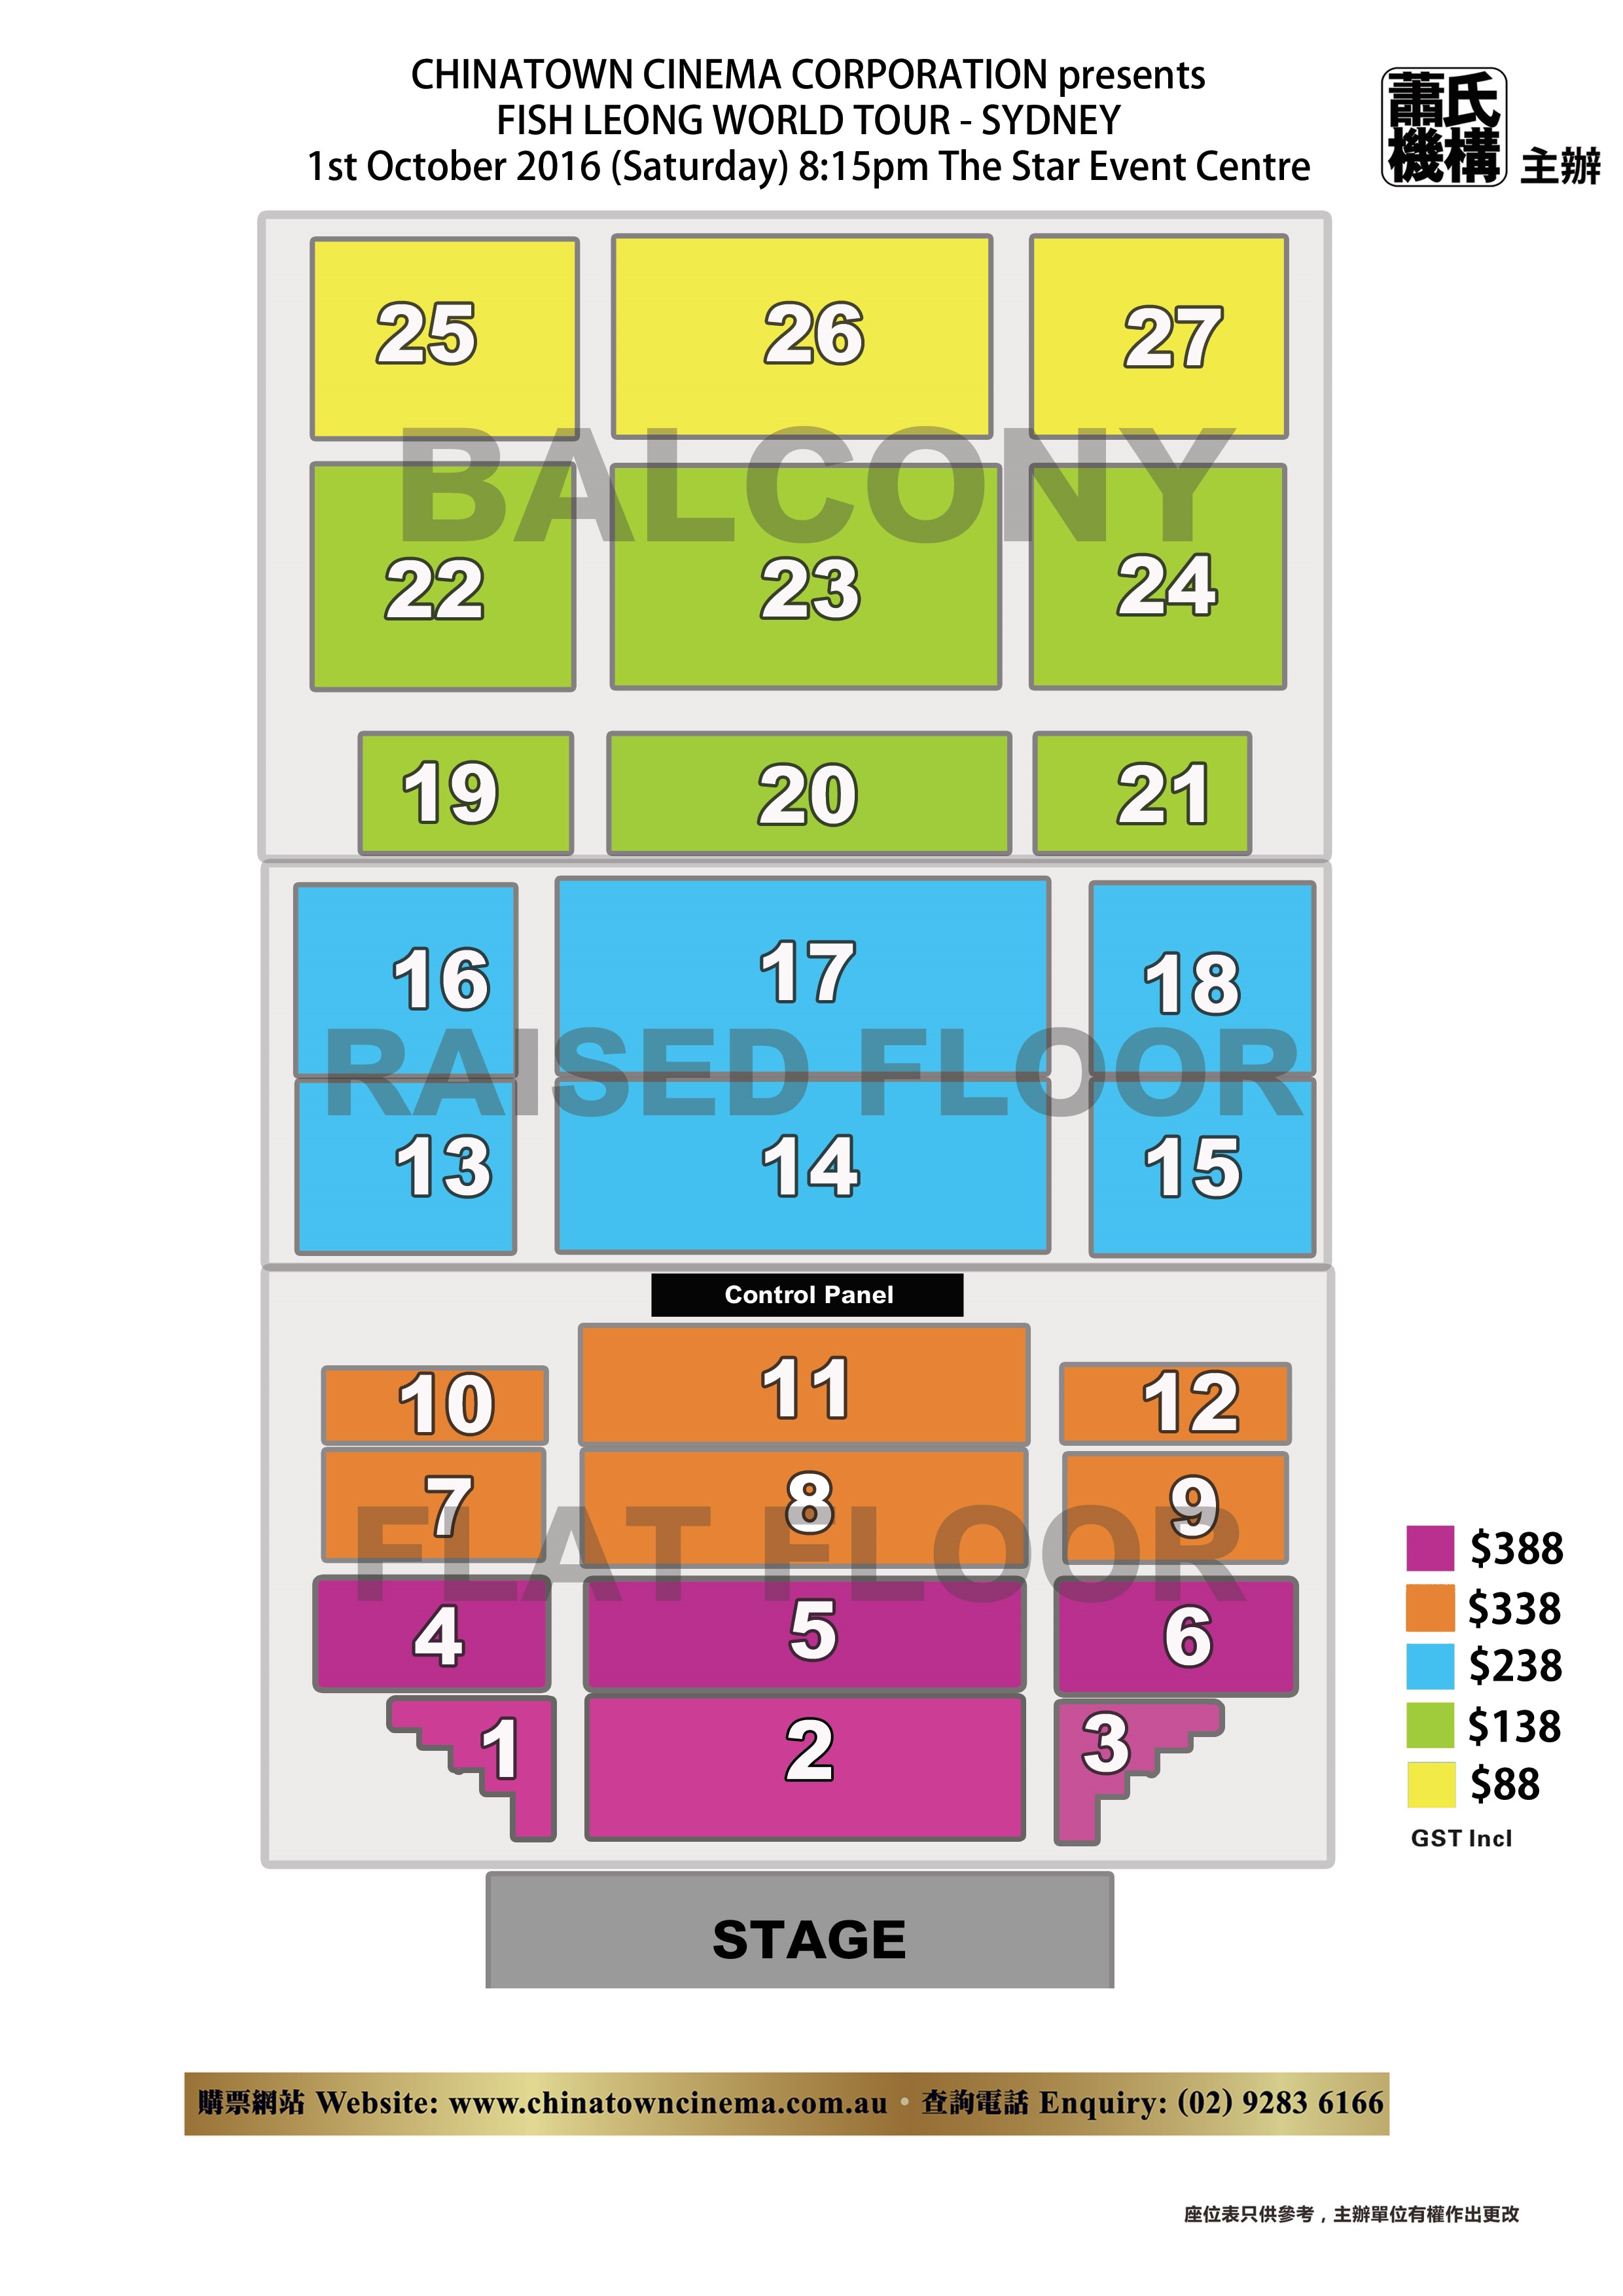 CHINATOWN CINEMA CORPORATION presents
FISH LEONG WORLD TOUR - SYDNEY
1st October 2016 (Saturday) 8:15pm The Star Event Centre
蕭氏
機構 主辦
25 26 27
BALCONY
22 23 24
19 20 21
16 17 18
RAISED FLOOR
13 14 15
Control Panel
10 11 12
7 8 9
FLAT FLOOR
4 5 6
1 2 3
$388
$338
$238
$138
$88
GST Incl
STAGE
購票網站 Website: www.chinatowncinema.com.au • 查詢電話 Enquiry: (02) 9283 6166
座位表只供參考，主辦單位有權作出更改